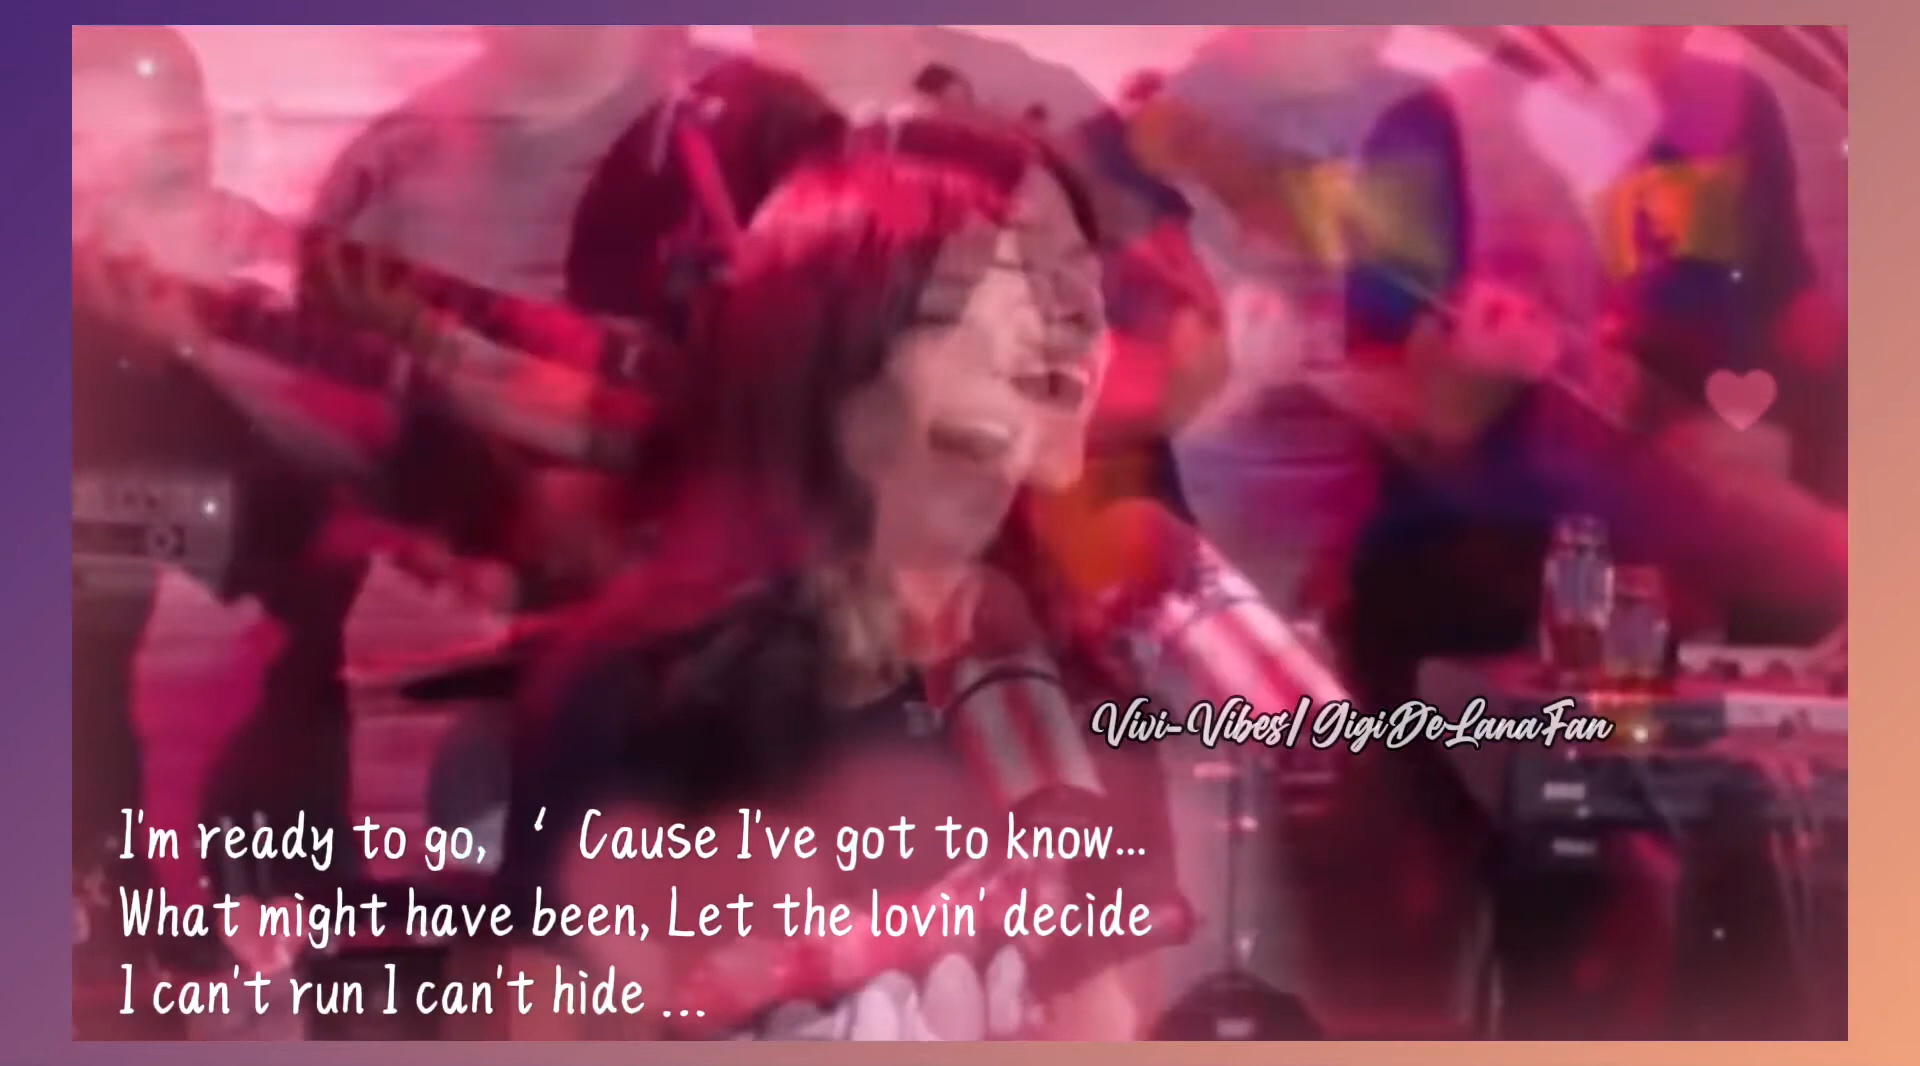 Vivi-Vibes/GigiDeLanaFan
I'm ready to go, ‘ Cause I've got to know...
What might have been, Let the lovin' decide
I can't run I can't hide ...